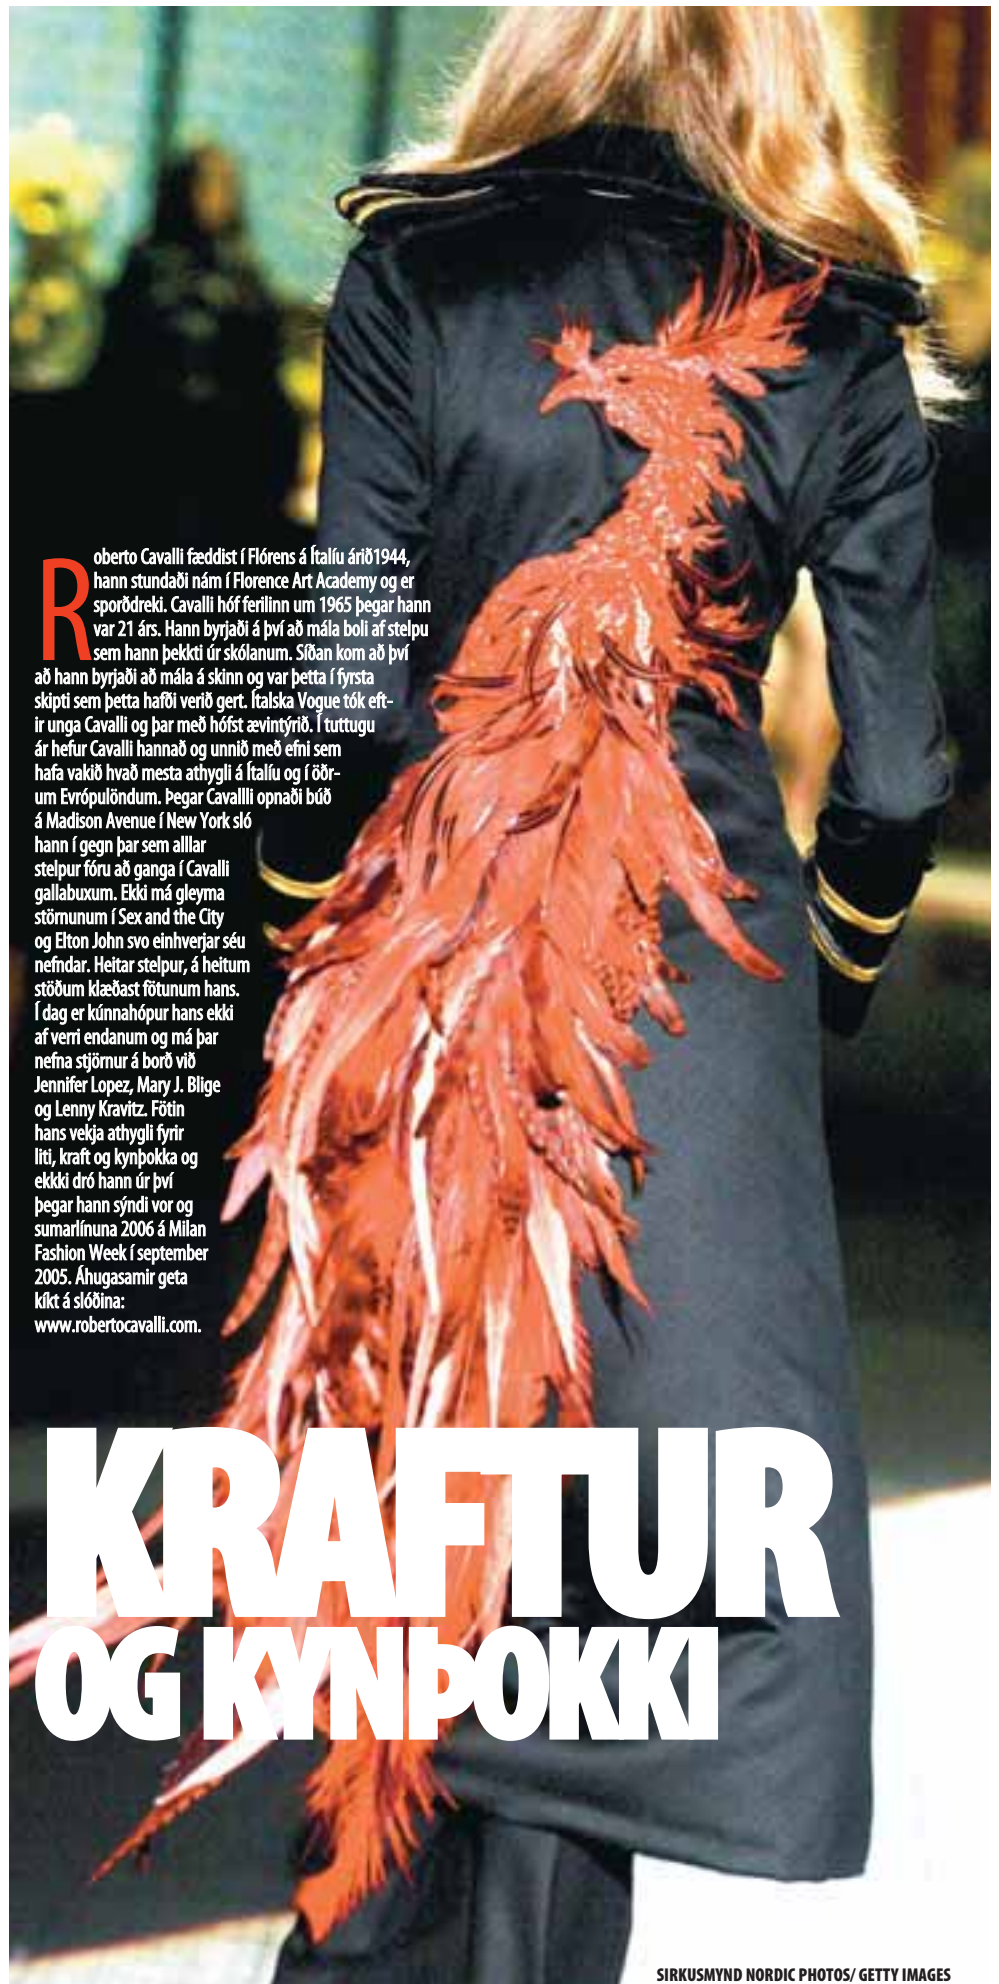 Roberto Cavalli fæddist í Flórens á Ítalíu árið1944,
hann stundaði nám í Florence Art Academy og er
sporðdreki. Cavalli hóf ferilinn um 1965 þegar hann
var 21 árs. Hann byrjaði á því að mála boli af stelpu
sem hann þekkti úr skólanum. Síðan kom að því
að hann byrjaði að mála á skinn og var þetta í fyrsta
skipti sem þetta hafði verið gert. Ítalska Vogue tók eft-
ir unga Cavalli og þar með hófst ævintýrið. Í tuttugu
ár hefur Cavalli hannað og unnið með efni sem
hafa vakið hvað mesta athygli á Ítalíu og í öðr-
um Evrópulöndum. Þegar Cavallli opnaði búð
á Madison Avenue í New York sló
hann í gegn þar sem alllar
stelpur fóru að ganga í Cavalli
gallabuxum. Ekki má gleyma
störnunum í Sex and the City
og Elton John svo einhverjar séu
nefndar. Heitar stelpur, á heitum
stöðum klæðast fötunum hans.
Í dag er kúnnahópur hans ekki
af verri endanum og má þar
nefna stjörnur á borð við
Jennifer Lopez, Mary J. Blige
og Lenny Kravitz. Fötin
hans vekja athygli fyrir
liti, kraft og kynþokka og
ekkki dró hann úr því
þegar hann sýndi vor og
sumarlínuna 2006 á Milan
Fashion Week í september
2005. Áhugasamir geta
kíkt á slóðina:
www.robertocavalli.com.
KRAFTUR
OG KYNÞOKKI
SIRKUSMYND NORDIC PHOTOS/ GETTY IMAGES